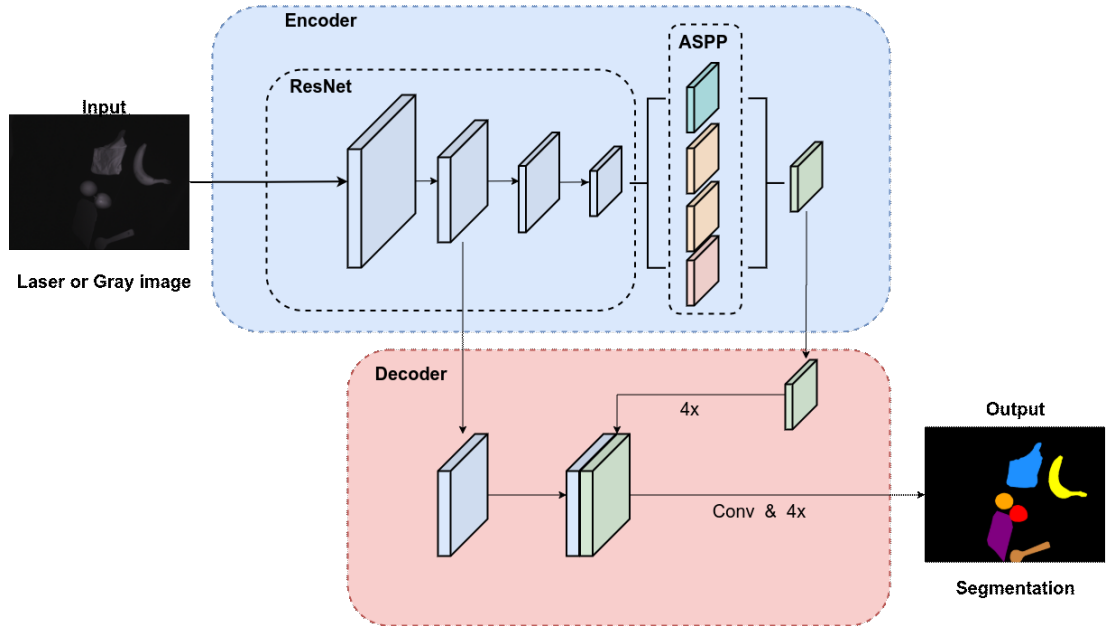 Encoder
ASPP
ResNet
Input
Laser or Gray image
Decoder
4x
Output
Conv & 4x
Segmentation